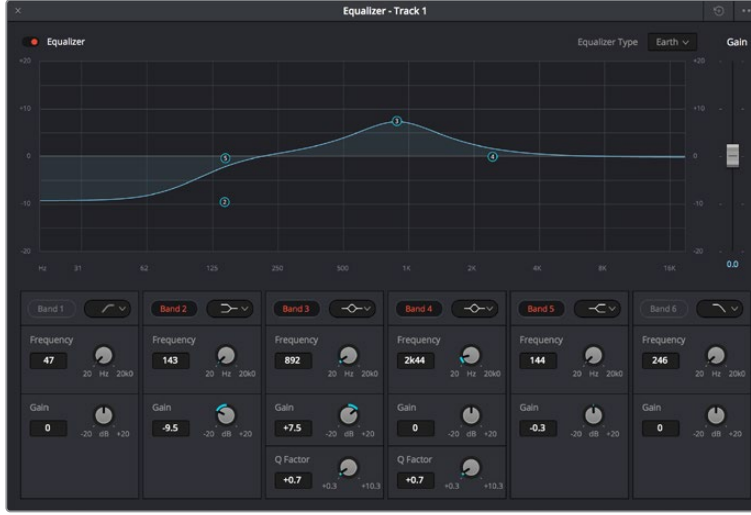 Equalizer - Track 1
Equalizer
Equalizer Type Earth Gain
+20 +20
+10 +10
0 0
-10 -10
-20 -20
Hz 31 62 125 250 500 1K 2K 4K 8K 16K
0.0
3
5
4
2
Band 1 Band 2 Band 3 Band 4 Band 5 Band 6
Frequency Frequency Frequency Frequency Frequency Frequency
47 143 892 2k44 144 246
20 Hz 20k0 20 Hz 20k0 20 Hz 20k0 20 Hz 20k0 20 Hz 20k0 20 Hz 20k0
Gain Gain Gain Gain Gain Gain
0 -9.5 +7.5 0 -0.3 0
-20 dB +20 -20 dB +20 -20 dB +20 -20 dB +20 -20 dB +20 -20 dB +20
Q Factor Q Factor
+0.7 +0.7
+0.3 +10.3 +0.3 +10.3